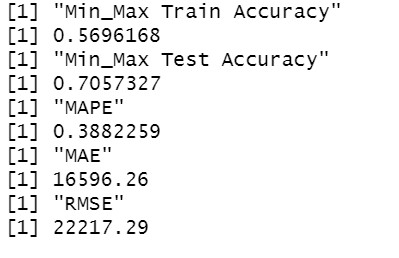 [1] "Min_Max Train Accuracy"
[1] 0.5696168
[1] "Min_Max Test Accuracy"
[1] 0.7057327
[1] "MAPE"
[1] 0.3882259
[1] "MAE"
[1] 16596.26
[1] "RMSE"
[1] 22217.29